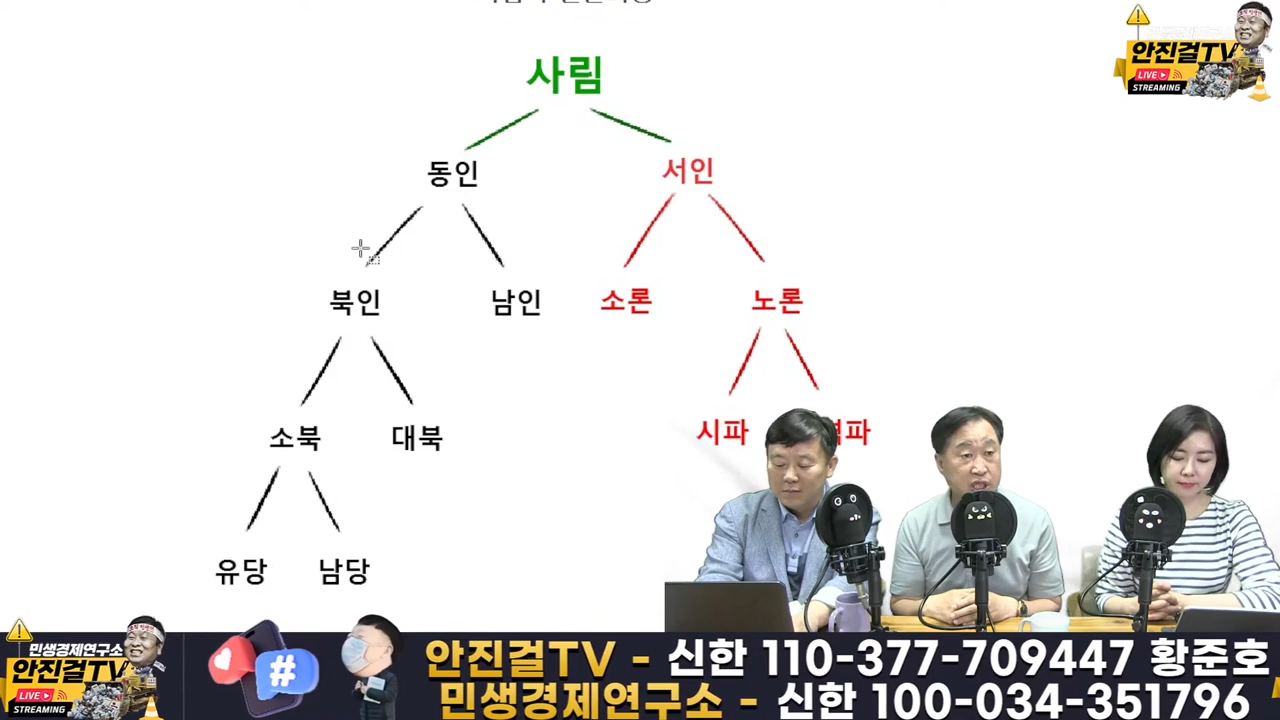 사림
안진걸TV
LIVE
STREAMING
동인
서인
북인
남인
소론
노론
소북
대북
시파
유당
남당
민생경제연구소
안진걸TV
LIVE
STREAMING
#
안진걸TV - 신한 110-377-709447 황준호
민생경제연구소 - 신한 100-034-351796